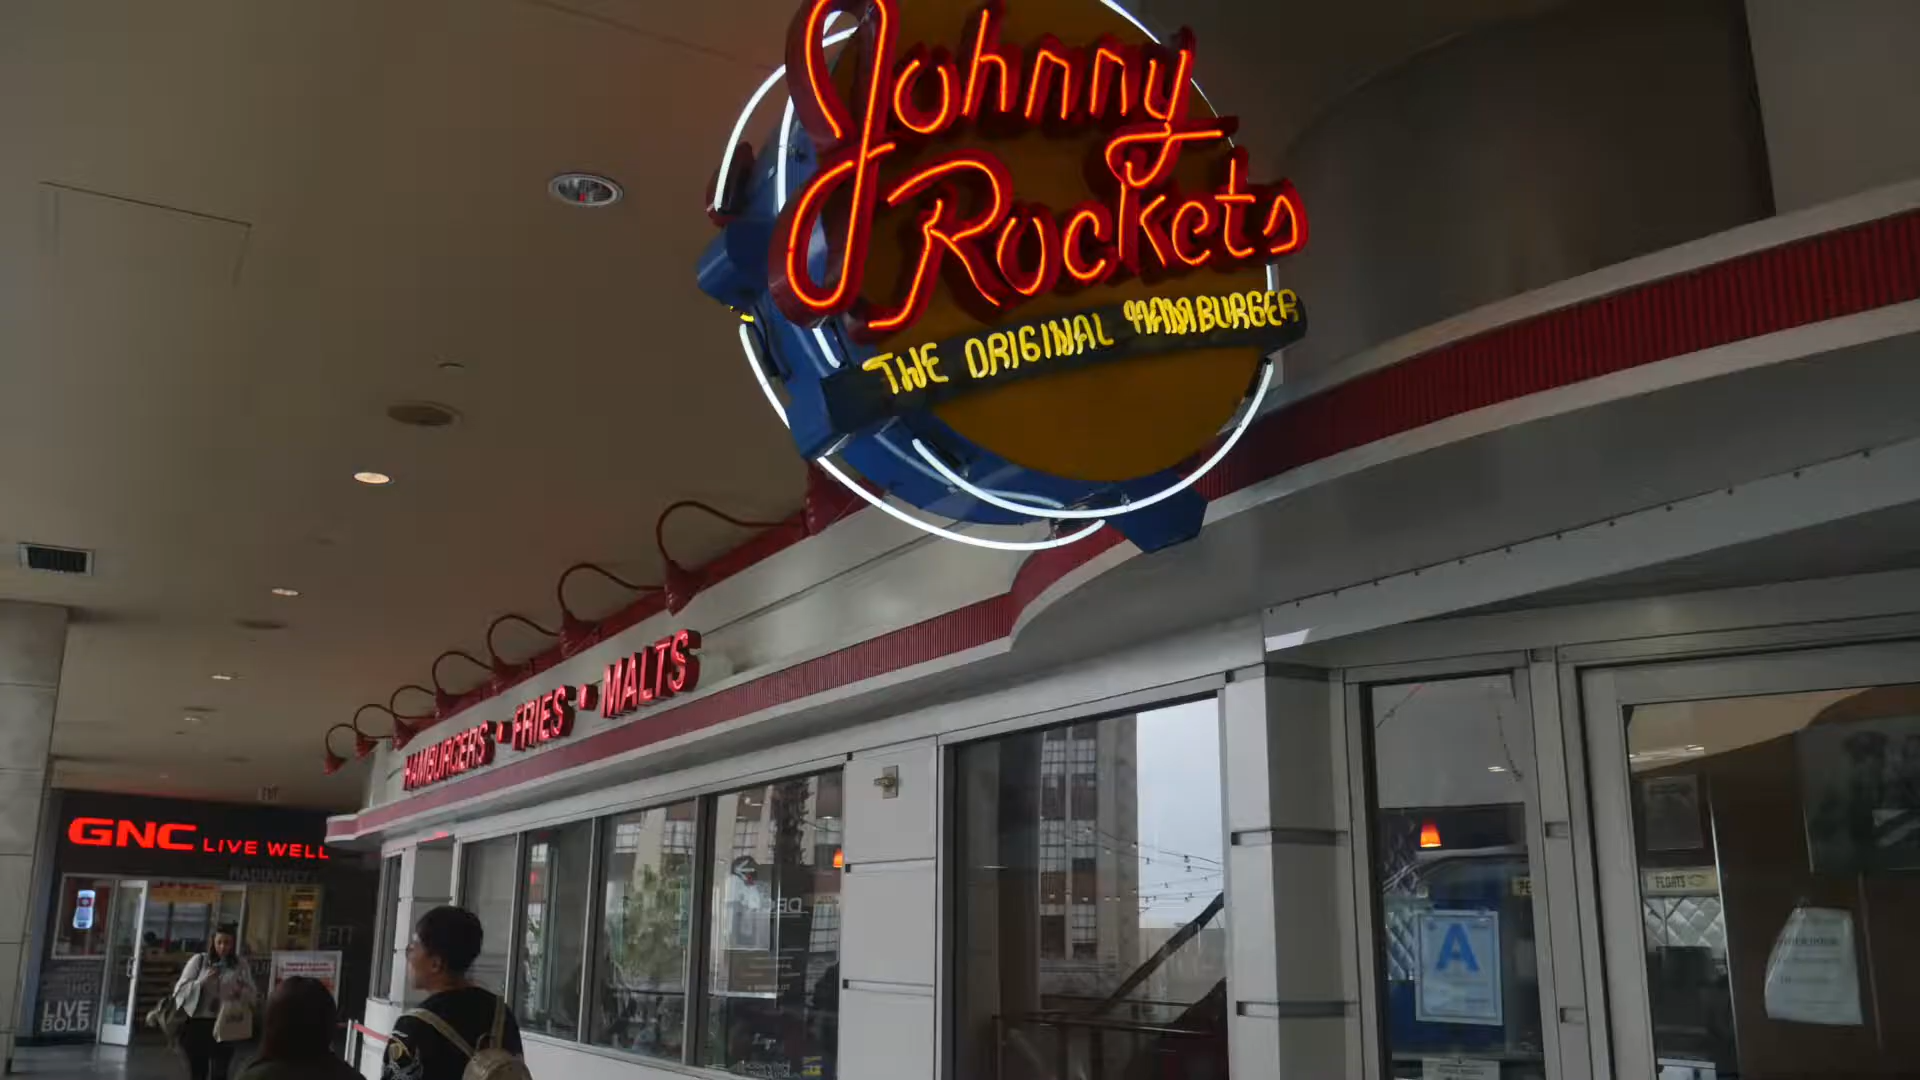 Johnny
Rockets
THE ORIGINAL HAMBURGER
HAMBURGERS • FRIES • MALTS
GNC LIVE WELL
LIVE
BOLD
FLOATS
A